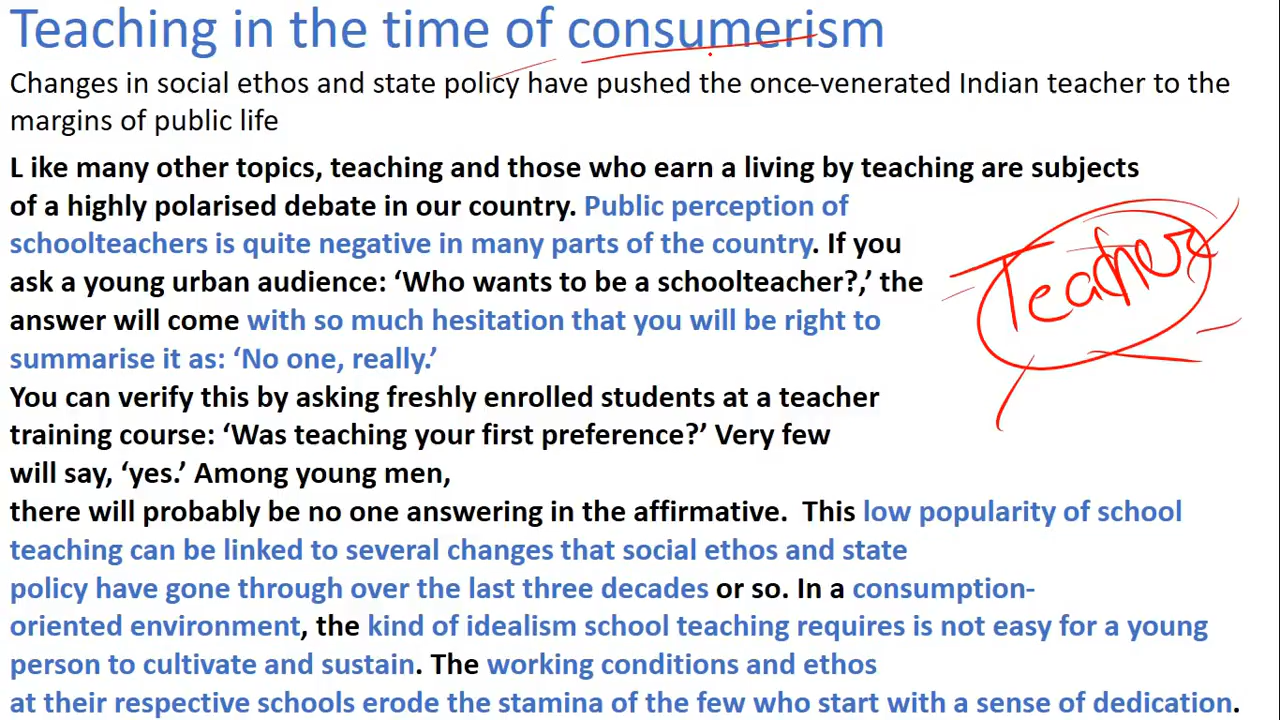 Teaching in the time of consumerism
Changes in social ethos and state policy have pushed the once-venerated Indian teacher to the
margins of public life
L ike many other topics, teaching and those who earn a living by teaching are subjects
of a highly polarised debate in our country. Public perception of
schoolteachers is quite negative in many parts of the country. If you
ask a young urban audience: ‘Who wants to be a schoolteacher?,’ the
answer will come with so much hesitation that you will be right to
summarise it as: ‘No one, really.’
You can verify this by asking freshly enrolled students at a teacher
training course: ‘Was teaching your first preference?’ Very few
will say, ‘yes.’ Among young men,
there will probably be no one answering in the affirmative.  This low popularity of school
teaching can be linked to several changes that social ethos and state
policy have gone through over the last three decades or so. In a consumption-
oriented environment, the kind of idealism school teaching requires is not easy for a young
person to cultivate and sustain. The working conditions and ethos
at their respective schools erode the stamina of the few who start with a sense of dedication.
Teacher